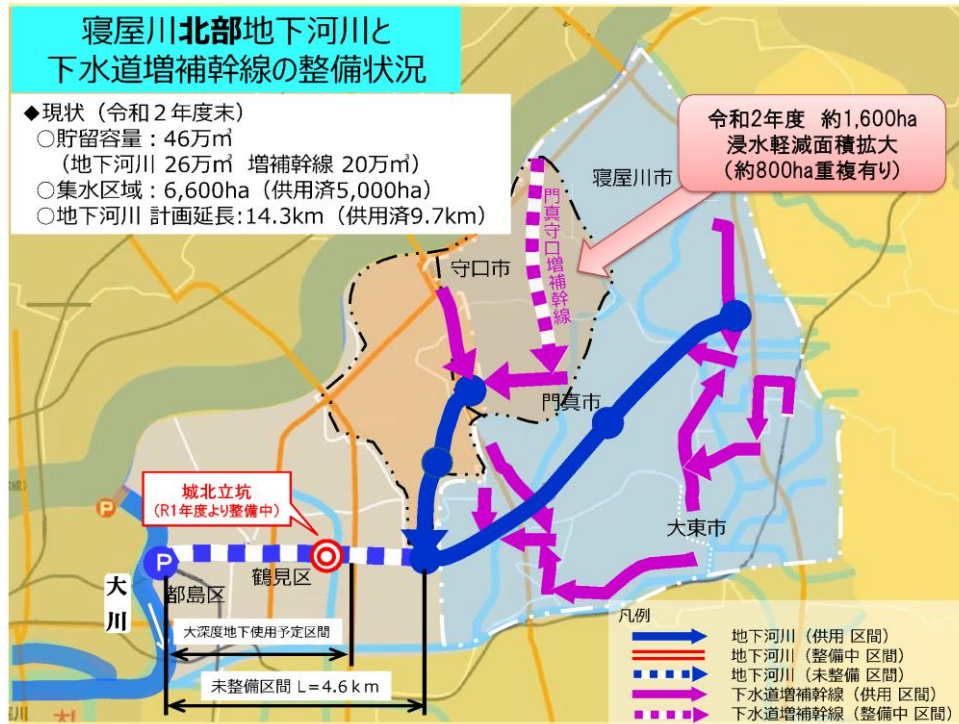 寝屋川北部地下河川と
下水道増補幹線の整備状況
◆現状（令和２年度末）
○貯留容量：46万㎥
（地下河川 26万㎥ 増補幹線 20万㎥）
○集水区域：6,600ha（供用済5,000ha）
○地下河川 計画延長：14.3km（供用済9.7km）
令和2年度 約1,600ha
浸水軽減面積拡大
（約800ha重複有り）
寝屋川市
門真守口増補幹線
守口市
門真市
大東市
城北立坑
（R1年度より整備中）
P
P
鶴見区
都島区
大川
大深度地下使用予定区間
未整備区間 L＝4.6ｋｍ
凡例
地下河川（供用 区間）
地下河川（整備中 区間）
地下河川（未整備 区間）
下水道増補幹線（供用 区間）
下水道増補幹線（整備中 区間）